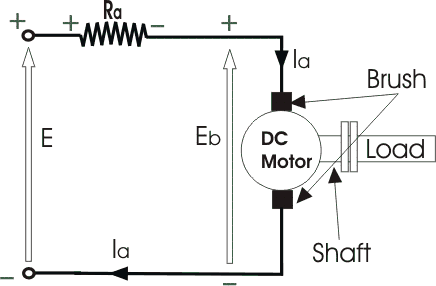 Ra
+ + − +
Ia
Brush
E
Eb
DC
Motor
Load
Ia
Shaft
− −